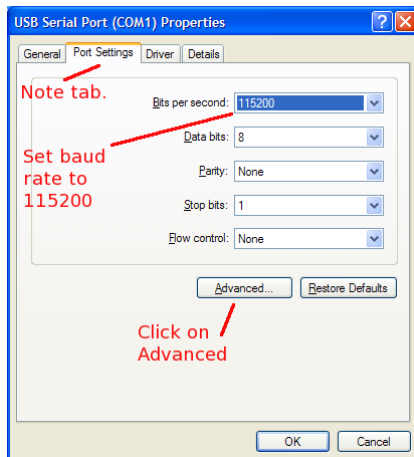 USB Serial Port (COM1) Properties
General Port Settings Driver Details
Note tab.
Bits per second: 115200
Set baud
rate to
115200
Data bits: 8
Parity: None
Stop bits: 1
Flow control: None
Advanced... Restore Defaults
Click on
Advanced
OK Cancel